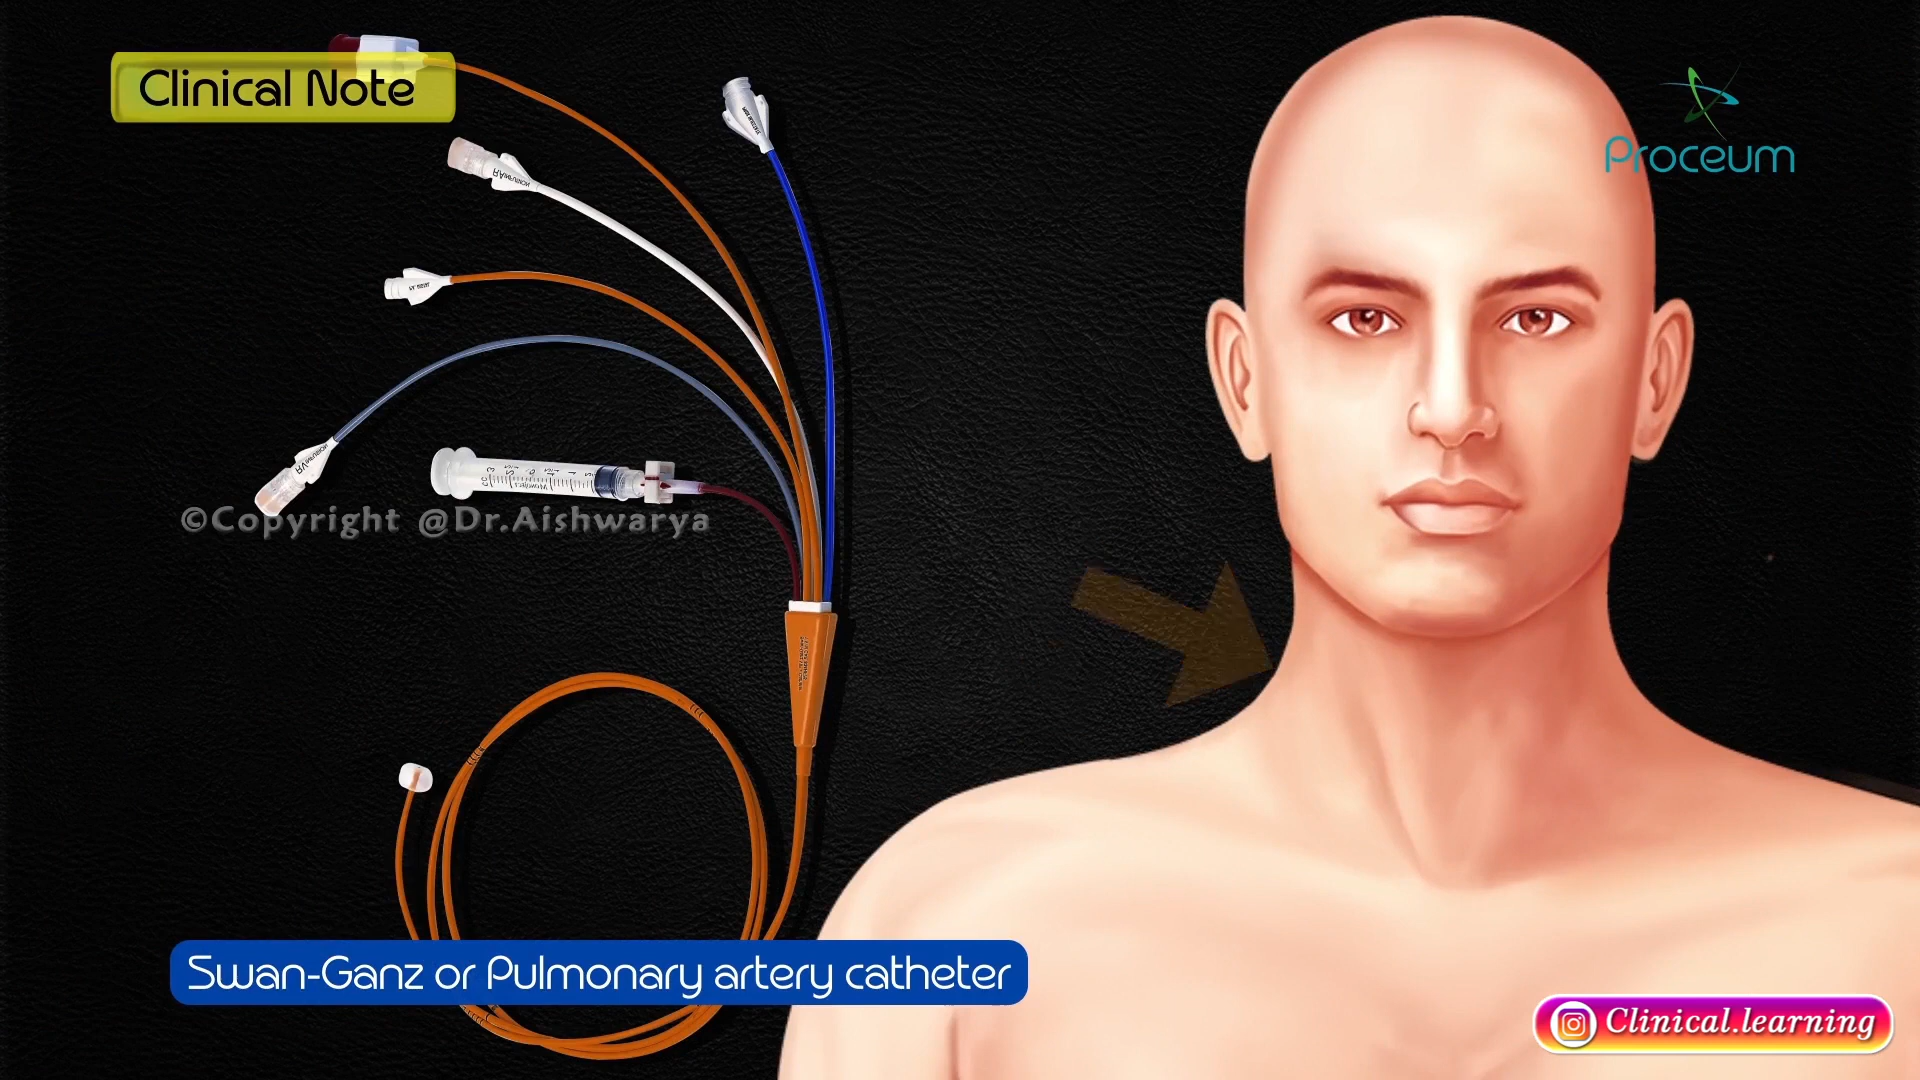 Clinical Note
Proceum
©Copyright @Dr.Aishwarya
Swan-Ganz or Pulmonary artery catheter
Clinical.learning